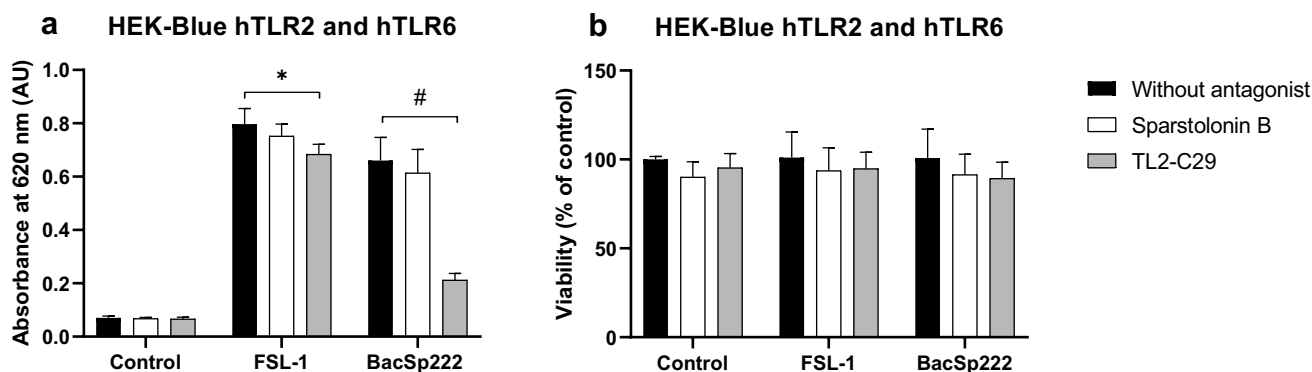 a HEK-Blue hTLR2 and hTLR6
Absorbance at 620 nm (AU)
1.0
0.8
0.6
0.4
0.2
0.0
*
#
Control FSL-1 BacSp222
b HEK-Blue hTLR2 and hTLR6
Viability (% of control)
150
100
50
0
Control FSL-1 BacSp222
Without antagonist
Sparstolonin B
TL2-C29